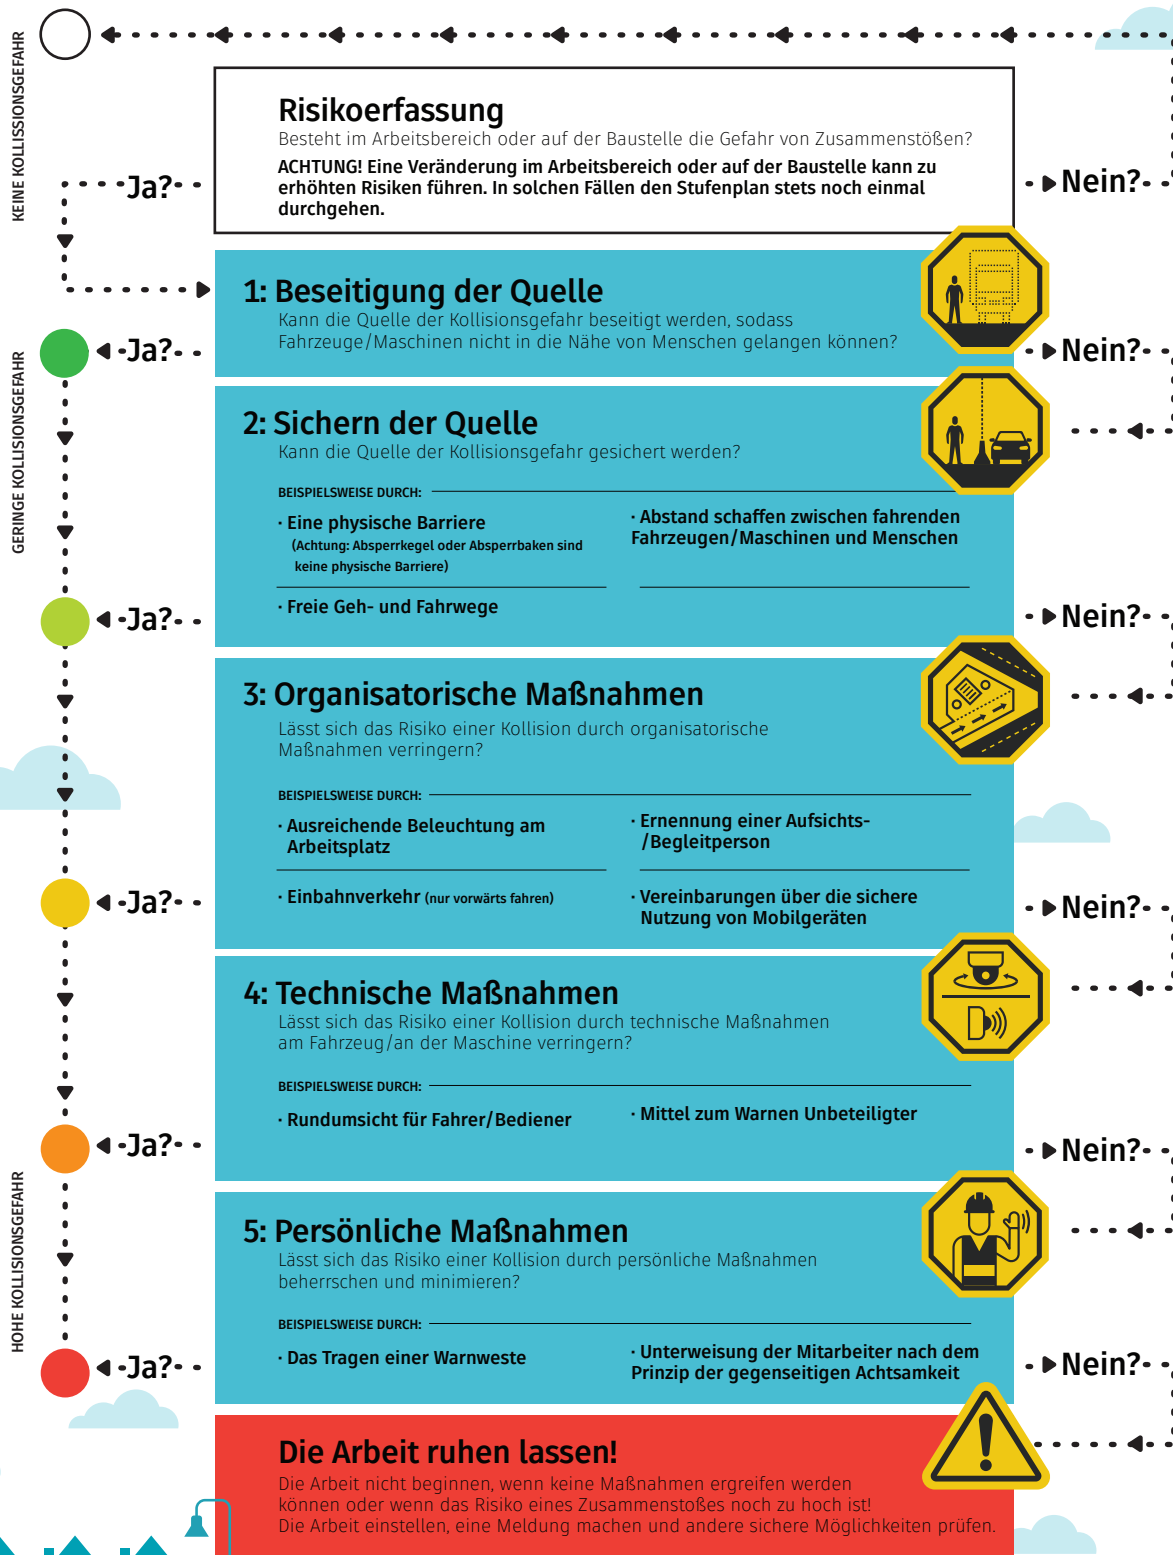 KEINE KOLLISSIONSGEFAHR
Risikoerfassung
Besteht im Arbeitsbereich oder auf der Baustelle die Gefahr von Zusammenstößen?
ACHTUNG! Eine Veränderung im Arbeitsbereich oder auf der Baustelle kann zu
erhöhten Risiken führen. In solchen Fällen den Stufenplan stets noch einmal
durchgehen.
Ja?
Nein?
1: Beseitigung der Quelle
Kann die Quelle der Kollisionsgefahr beseitigt werden, sodass
Fahrzeuge/Maschinen nicht in die Nähe von Menschen gelangen können?
Ja?
Nein?
GERINGE KOLLISIONSGEFAHR
2: Sichern der Quelle
Kann die Quelle der Kollisionsgefahr gesichert werden?
BEISPIELSWEISE DURCH:
· Eine physische Barriere
(Achtung: Absperrkegel oder Absperrbaken sind
keine physische Barriere)
· Abstand schaffen zwischen fahrenden
Fahrzeugen/Maschinen und Menschen
· Freie Geh- und Fahrwege
Ja?
Nein?
3: Organisatorische Maßnahmen
Lässt sich das Risiko einer Kollision durch organisatorische
Maßnahmen verringern?
BEISPIELSWEISE DURCH:
· Ausreichende Beleuchtung am
Arbeitsplatz
· Ernennung einer Aufsichts-
/Begleitperson
· Einbahnverkehr (nur vorwärts fahren)
· Vereinbarungen über die sichere
Nutzung von Mobilgeräten
Ja?
Nein?
4: Technische Maßnahmen
Lässt sich das Risiko einer Kollision durch technische Maßnahmen
am Fahrzeug/an der Maschine verringern?
BEISPIELSWEISE DURCH:
· Rundumsicht für Fahrer/Bediener
· Mittel zum Warnen Unbeteiligter
Ja?
Nein?
HOHE KOLLISIONSGEFAHR
5: Persönliche Maßnahmen
Lässt sich das Risiko einer Kollision durch persönliche Maßnahmen
beherrschen und minimieren?
BEISPIELSWEISE DURCH:
· Das Tragen einer Warnweste
· Unterweisung der Mitarbeiter nach dem
Prinzip der gegenseitigen Achtsamkeit
Ja?
Nein?
Die Arbeit ruhen lassen!
Die Arbeit nicht beginnen, wenn keine Maßnahmen ergreifen werden
können oder wenn das Risiko eines Zusammenstoßes noch zu hoch ist!
Die Arbeit einstellen, eine Meldung machen und andere sichere Möglichkeiten prüfen.